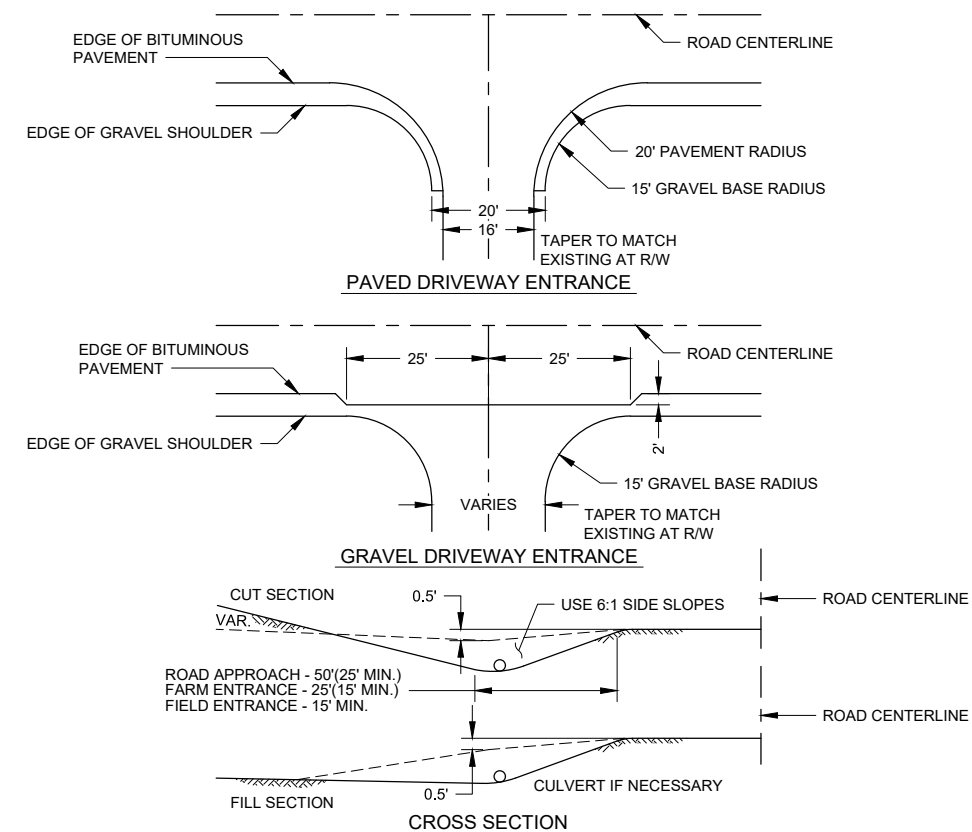 ROAD CENTERLINE
EDGE OF BITUMINOUS
PAVEMENT
EDGE OF GRAVEL SHOULDER
20' PAVEMENT RADIUS
15' GRAVEL BASE RADIUS
20'
16'
TAPER TO MATCH
EXISTING AT R/W
PAVED DRIVEWAY ENTRANCE
EDGE OF BITUMINOUS
PAVEMENT
25'
25'
ROAD CENTERLINE
EDGE OF GRAVEL SHOULDER
2'
15' GRAVEL BASE RADIUS
VARIES
TAPER TO MATCH
EXISTING AT R/W
GRAVEL DRIVEWAY ENTRANCE
CUT SECTION
0.5'
USE 6:1 SIDE SLOPES
ROAD CENTERLINE
VAR.
ROAD APPROACH - 50'(25' MIN.)
FARM ENTRANCE - 25'(15' MIN.)
FIELD ENTRANCE - 15' MIN.
ROAD CENTERLINE
FILL SECTION
0.5'
CULVERT IF NECESSARY
CROSS SECTION